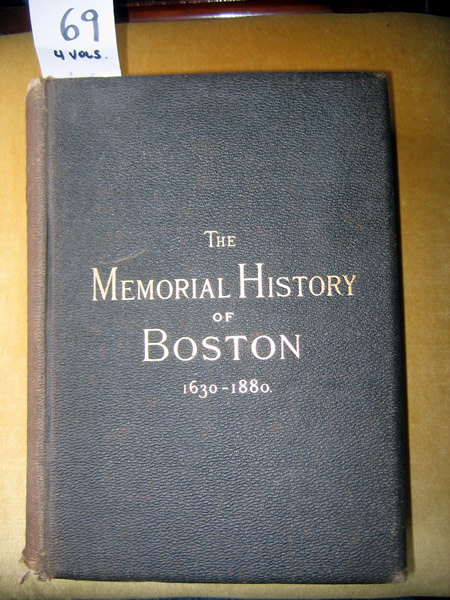 69
4 VOLS.
THE
MEMORIAL HISTORY
OF
BOSTON
1630-1880.